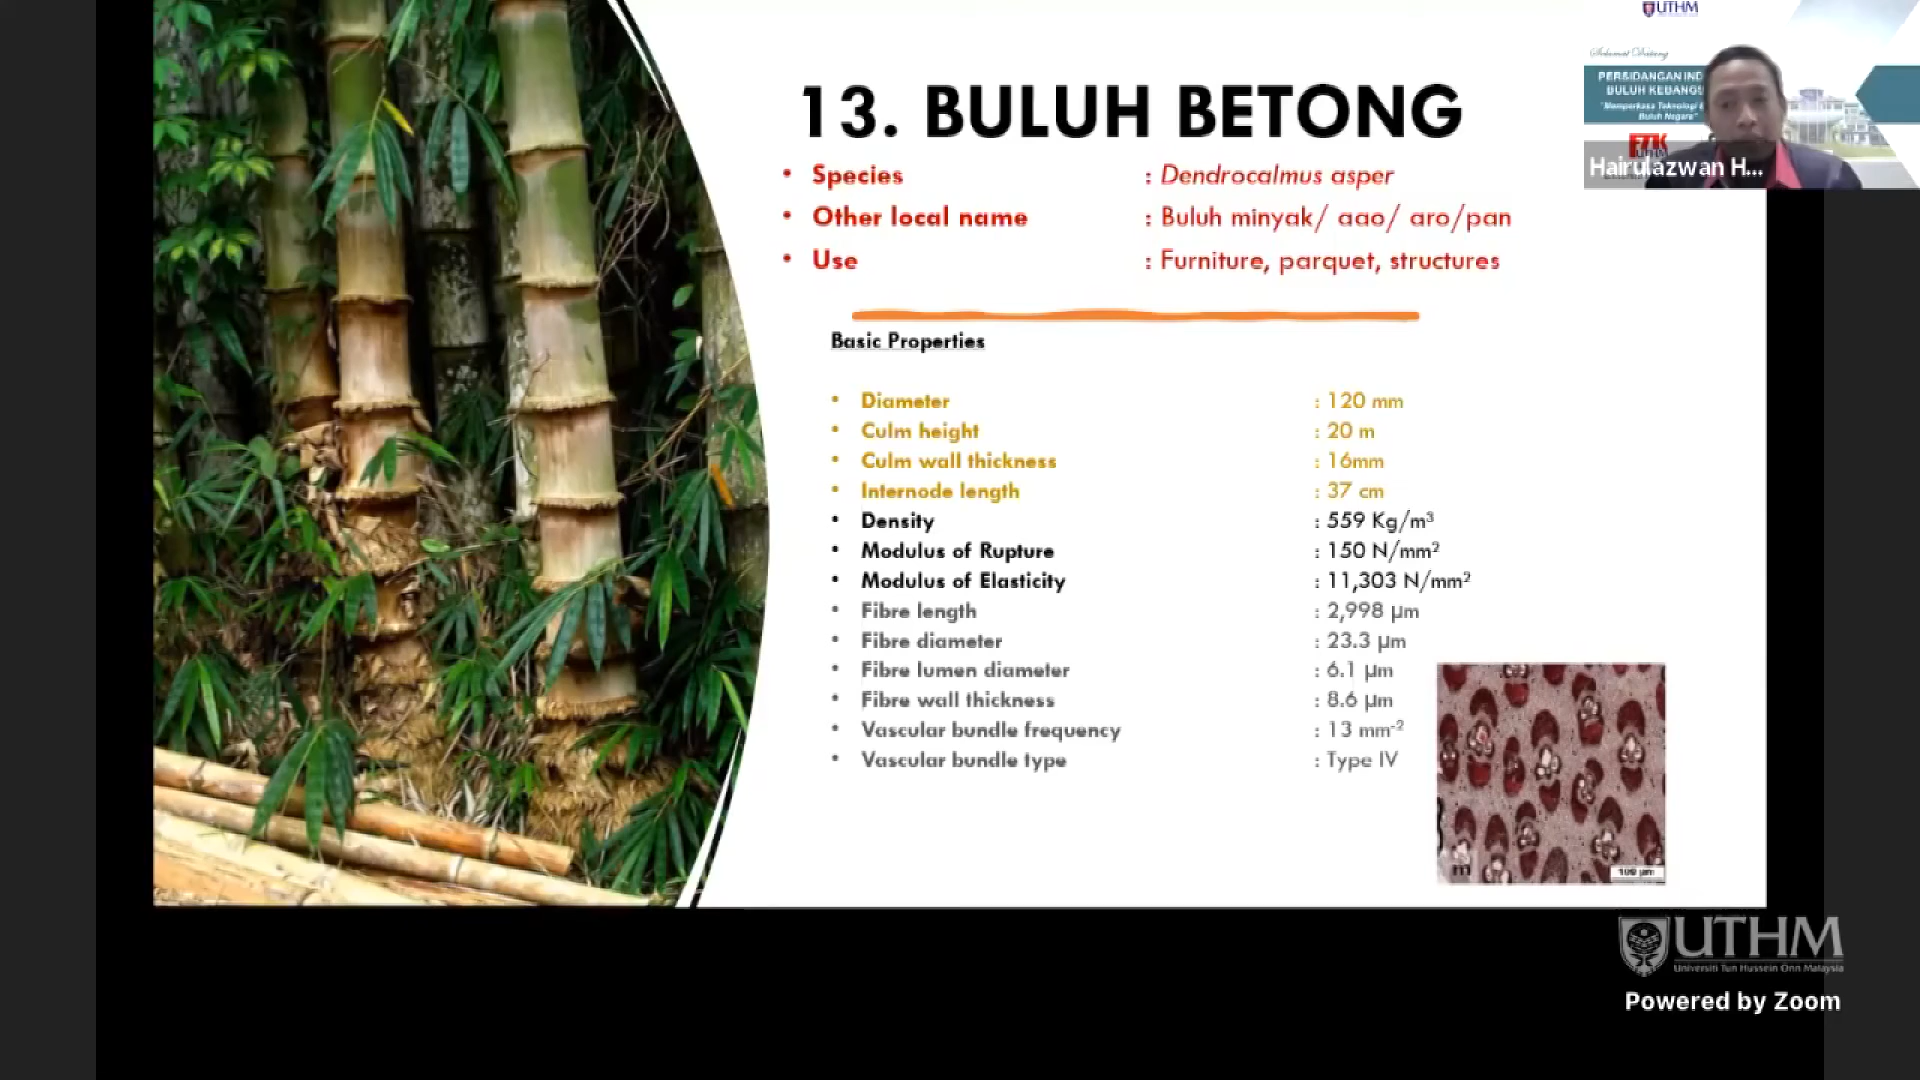 13. BULUH BETONG
• Species : Dendrocalmus asper
• Other local name : Buluh minyak/ aao/ aro/pan
• Use : Furniture, parquet, structures
Basic Properties
• Diameter : 120 mm
• Culm height : 20 m
• Culm wall thickness : 16mm
• Internode length : 37 cm
• Density : 559 Kg/m³
• Modulus of Rupture : 150 N/mm²
• Modulus of Elasticity : 11,303 N/mm²
• Fibre length : 2,998 µm
• Fibre diameter : 23.3 µm
• Fibre lumen diameter : 6.1 µm
• Fibre wall thickness : 8.6 µm
• Vascular bundle frequency : 13 mm⁻²
• Vascular bundle type : Type IV
m
100 µm
UTHM
Selamat Datang
PERSIDANGAN IND
BULUH KEBANGS
"Memperkasa Teknologi
Buluh Negara"
Hairulazwan H...
UTHM
Universiti Tun Hussein Onn Malaysia
Powered by Zoom